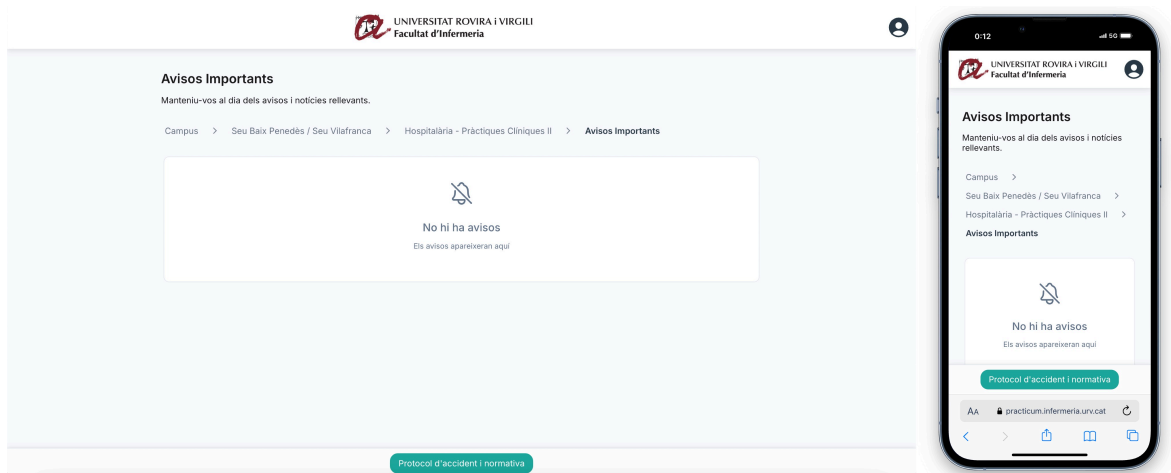 UNIVERSITAT ROVIRA i VIRGILI
Facultat d'Infermeria
Avisos Importants
Manteniu-vos al dia dels avisos i notícies rellevants.
Campus > Seu Baix Penedès / Seu Vilafranca > Hospitalària - Pràctiques Clíniques II > Avisos Importants
No hi ha avisos
Els avisos apareixeran aquí
Protocol d'accident i normativa
0:12
5G
UNIVERSITAT ROVIRA i VIRGILI
Facultat d'Infermeria
Avisos Importants
Manteniu-vos al dia dels avisos i notícies
rellevants.
Campus >
Seu Baix Penedès / Seu Vilafranca >
Hospitalària - Pràctiques Clíniques II >
Avisos Importants
No hi ha avisos
Els avisos apareixeran aquí
Protocol d'accident i normativa
AA practicum.infermeria.urv.cat